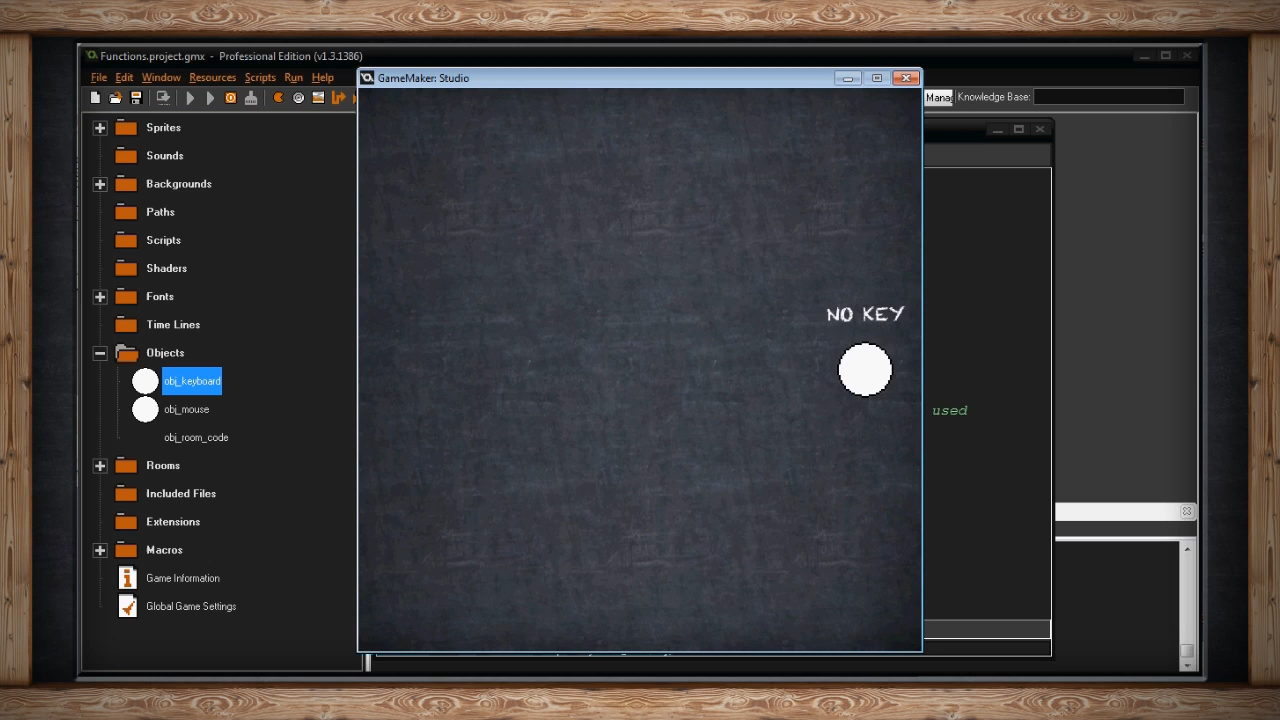 Functions.project.gmx - Professional Edition (v1.3.1386)
File Edit Window Resources Scripts Run Help
GameMaker: Studio
Knowledge Base:
Sprites
Sounds
Backgrounds
Paths
Scripts
Shaders
Fonts
Time Lines
Objects
obj_keyboard
obj_mouse
obj_room_code
Rooms
Included Files
Extensions
Macros
Game Information
Global Game Settings
NO KEY
used